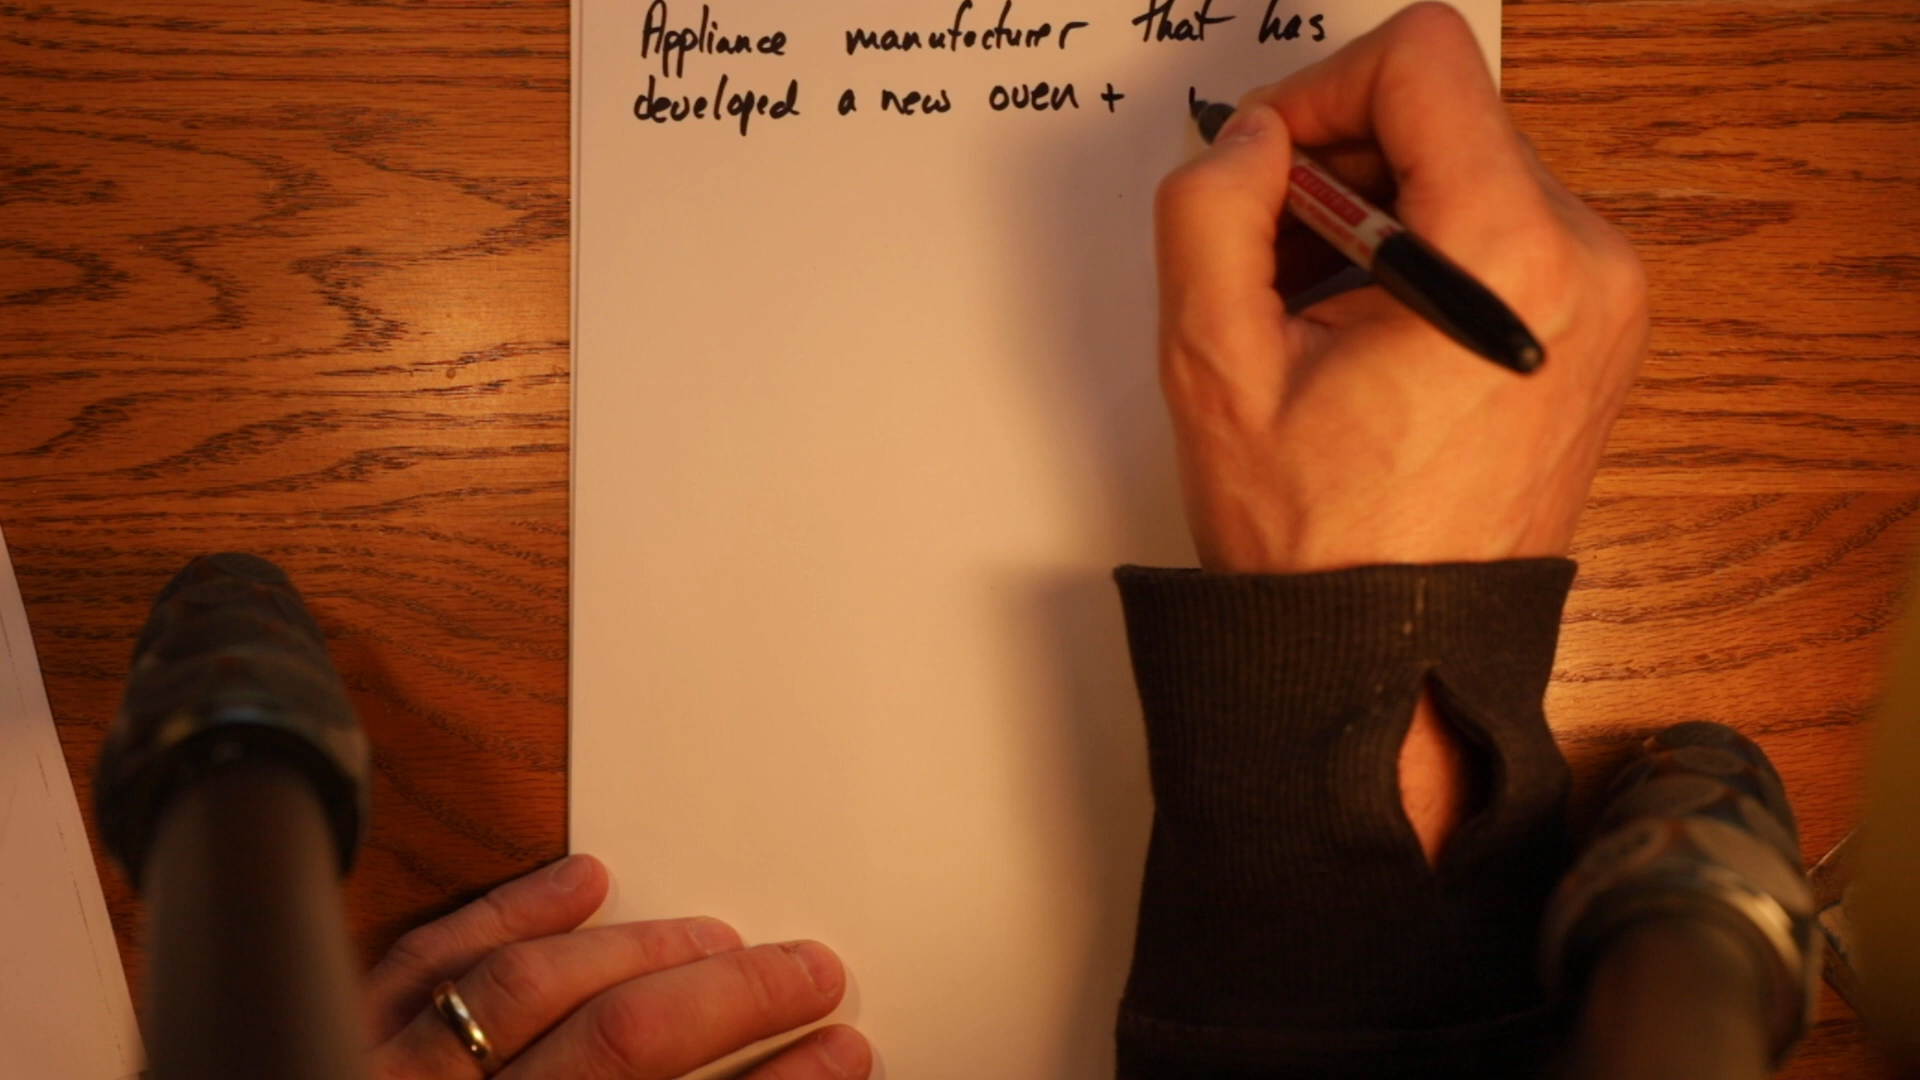 Appliance manufacturer that has
developed a new oven +